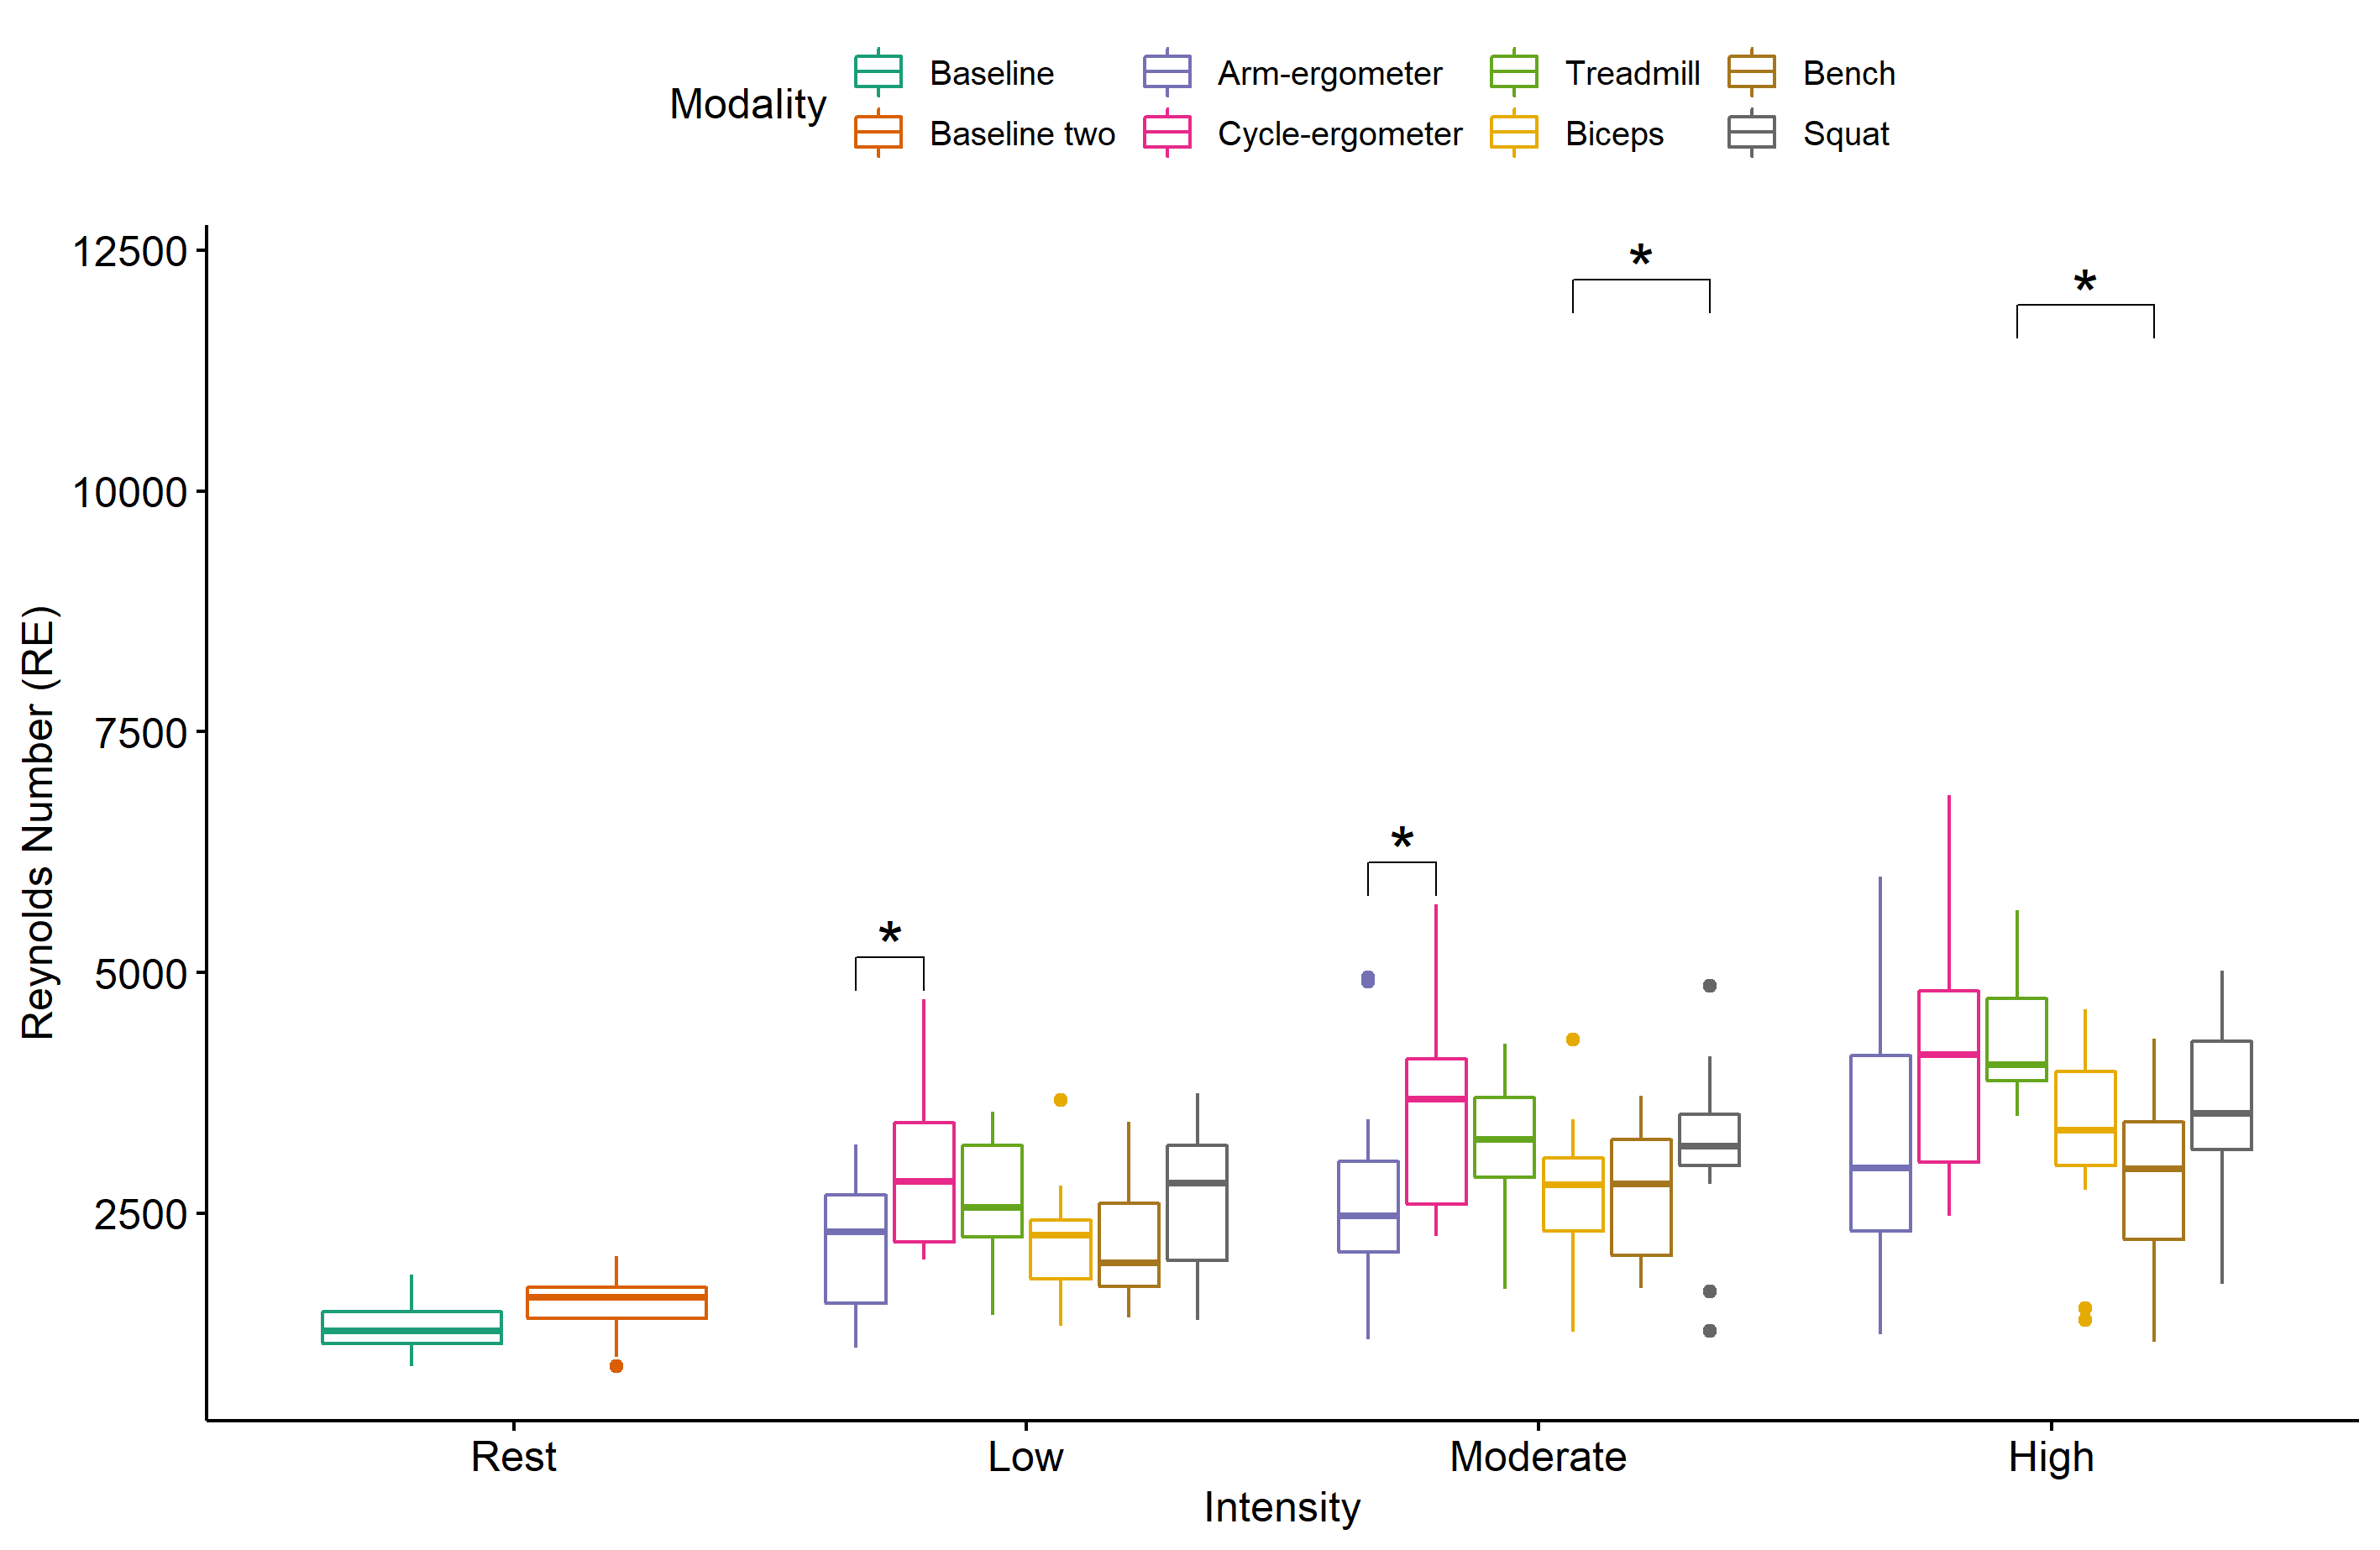 Modality
Baseline
Arm-ergometer
Treadmill
Bench
Baseline two
Cycle-ergometer
Biceps
Squat
12500
10000
7500
5000
2500
Reynolds Number (RE)
*
*
*
*
Rest
Low
Moderate
High
Intensity